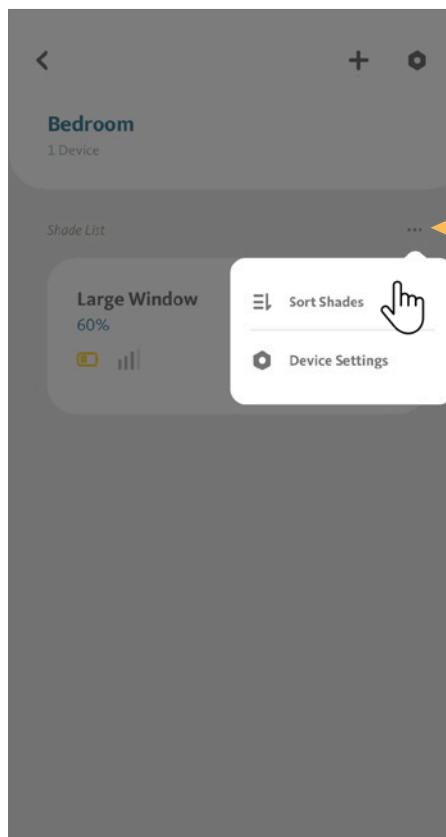 Bedroom
1 Device
Shade List
Large Window
60%
Sort Shades
Device Settings